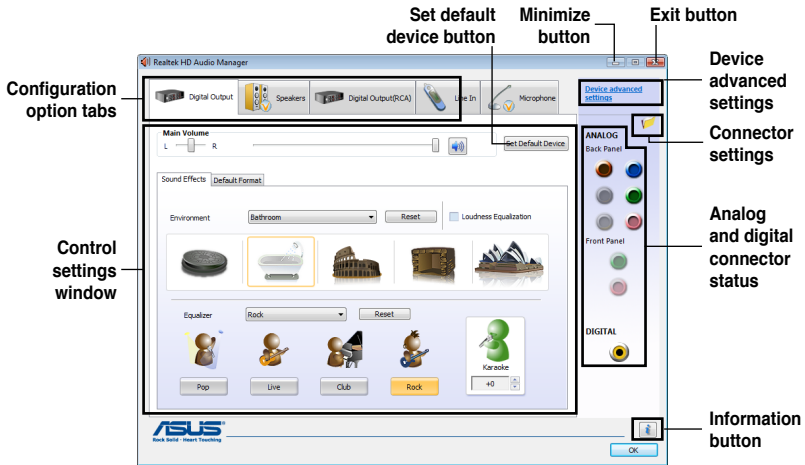 Set default
device button
Minimize
button
Exit button
Configuration
option tabs
Control
settings
window
Device
advanced
settings
Connector
settings
Analog
and digital
connector
status
Information
button
Realtek HD Audio Manager
Digital Output
Speakers
Digital Output(RCA)
Line In
Microphone
Device advanced
settings
Main Volume
L
R
Set Default Device
ANALOG
Back Panel
Sound Effects
Default Format
Environment
Bathroom
Reset
Loudness Equalization
Front Panel
Equalizer
Rock
Reset
DIGITAL
Karaoke
+0
Pop
Live
Club
Rock
ASUS
Rock Solid · Heart Touching
OK